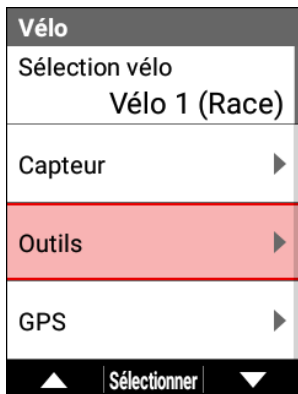 Vélo
Sélection vélo
Vélo 1 (Race)
Capteur
Outils
GPS
Sélectionner